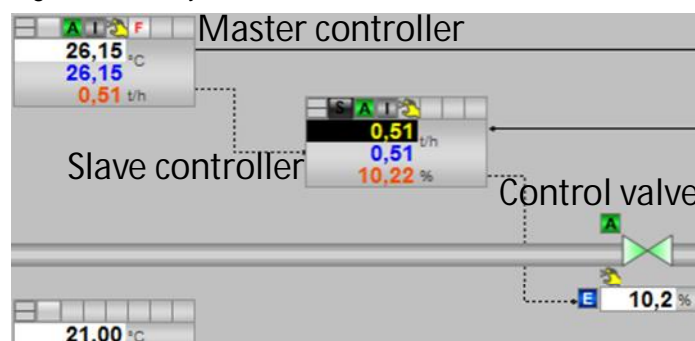 A I F Master controller
26,15 °C
26,15
0,51 t/h
S A I
0,51 t/h
0,51
Slave controller
10,22 %
Control valve
A
E 10,2 %
21,00 °C